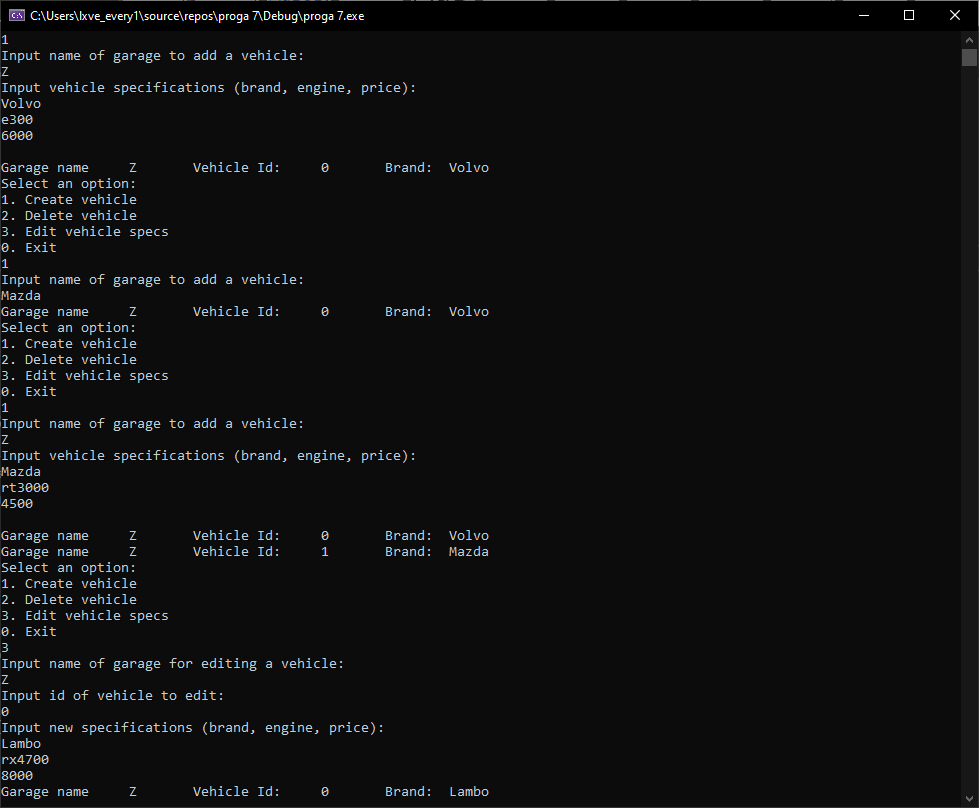 C:\Users\lxve_every1\source\repos\proga 7\Debug\proga 7.exe
1
Input name of garage to add a vehicle:
Z
Input vehicle specifications (brand, engine, price):
Volvo
e300
6000
Garage name Z Vehicle Id: 0 Brand: Volvo
Select an option:
1. Create vehicle
2. Delete vehicle
3. Edit vehicle specs
0. Exit
1
Input name of garage to add a vehicle:
Mazda
Garage name Z Vehicle Id: 0 Brand: Volvo
Select an option:
1. Create vehicle
2. Delete vehicle
3. Edit vehicle specs
0. Exit
1
Input name of garage to add a vehicle:
Z
Input vehicle specifications (brand, engine, price):
Mazda
rt3000
4500
Garage name Z Vehicle Id: 0 Brand: Volvo
Garage name Z Vehicle Id: 1 Brand: Mazda
Select an option:
1. Create vehicle
2. Delete vehicle
3. Edit vehicle specs
0. Exit
3
Input name of garage for editing a vehicle:
Z
Input id of vehicle to edit:
0
Input new specifications (brand, engine, price):
Lambo
rx4700
8000
Garage name Z Vehicle Id: 0 Brand: Lambo